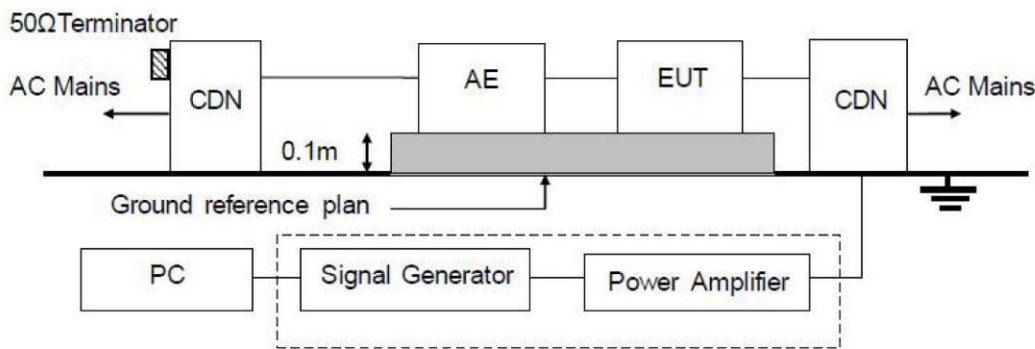 50ΩTerminator
AC Mains
CDN
AE
EUT
CDN
AC Mains
0.1m
Ground reference plan
PC
Signal Generator
Power Amplifier